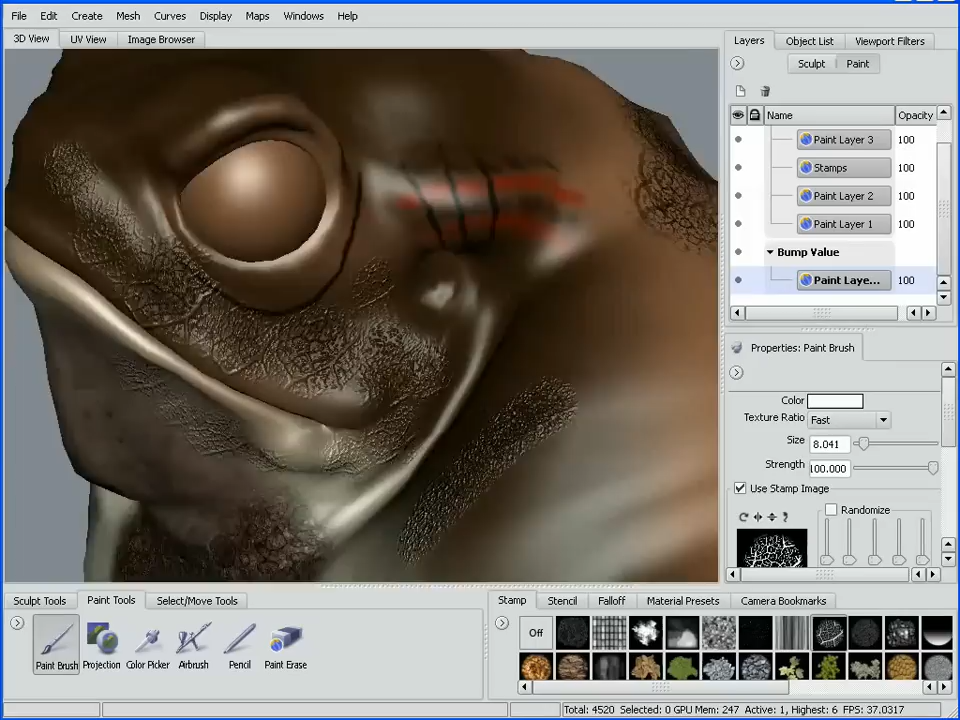 File Edit Create Mesh Curves Display Maps Windows Help
3D View UV View Image Browser
Layers Object List Viewport Filters
Sculpt Paint
Name Opacity
Paint Layer 3 100
Stamps 100
Paint Layer 2 100
Paint Layer 1 100
Bump Value
Paint Laye... 100
Properties: Paint Brush
Color
Texture Ratio Fast
Size 8.041
Strength 100.000
Use Stamp Image
Randomize
Sculpt Tools Paint Tools Select/Move Tools
Paint Brush Projection Color Picker Airbrush Pencil Paint Erase
Stamp Stencil Falloff Material Presets Camera Bookmarks
Off
Total: 4520 Selected: 0 GPU Mem: 247 Active: 1, Highest: 6 FPS: 37.0317